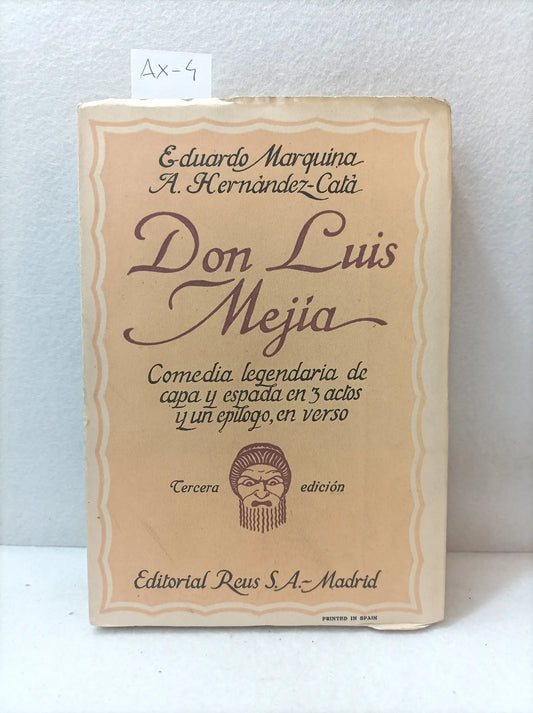 AX-4
Eduardo Marquina
A. Hernández-Catá
Don Luis
Mejía
Comedia legendaria de
capa y espada en 3 actos
y un epílogo, en verso
Tercera edición
Editorial Reus S.A.-Madrid
PRINTED IN SPAIN